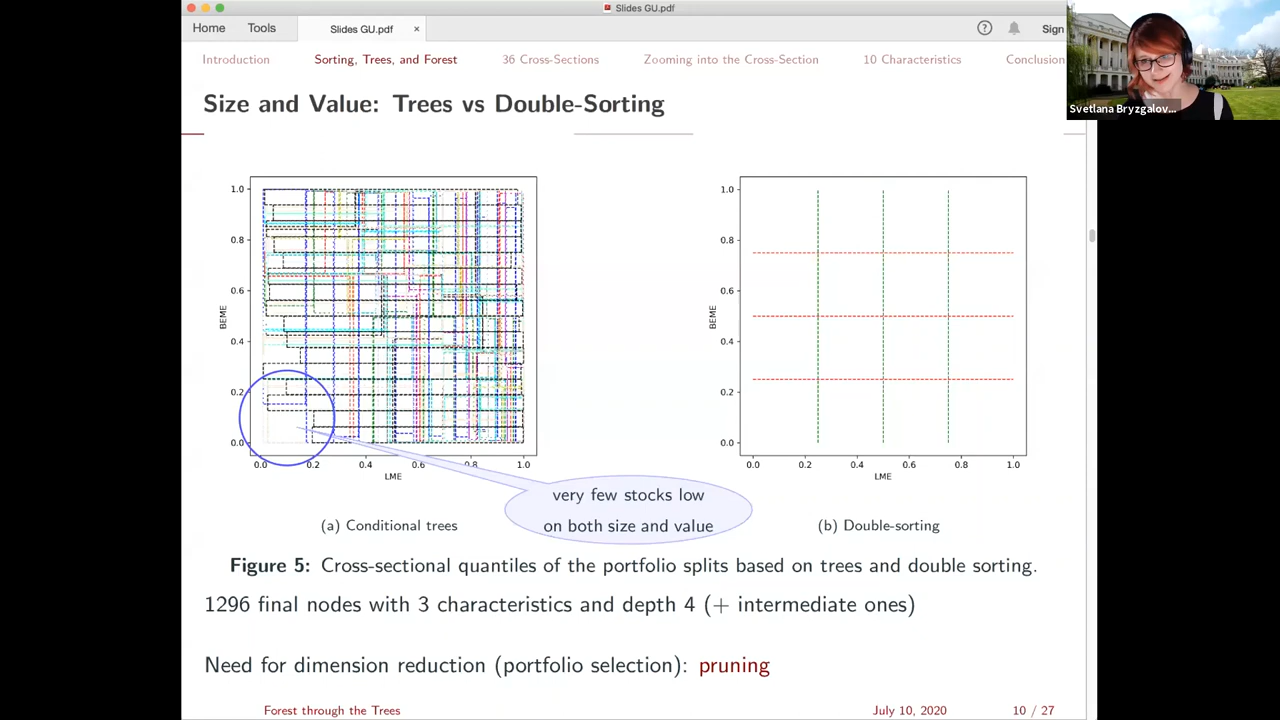 Slides GU.pdf
Home
Tools
Slides GU.pdf
×
?
Sign
Svetlana Bryzgalov...
Introduction
Sorting, Trees, and Forest
36 Cross-Sections
Zooming into the Cross-Section
10 Characteristics
Conclusion
Size and Value: Trees vs Double-Sorting
1.0
0.8
0.6
0.4
0.2
0.0
BEME
0.0
0.2
0.4
0.6
0.8
1.0
LME
1.0
0.8
0.6
0.4
0.2
0.0
BEME
0.0
0.2
0.4
0.6
0.8
1.0
LME
very few stocks low
on both size and value
(a) Conditional trees
(b) Double-sorting
Figure 5: Cross-sectional quantiles of the portfolio splits based on trees and double sorting.
1296 final nodes with 3 characteristics and depth 4 (+ intermediate ones)
Need for dimension reduction (portfolio selection): pruning
Forest through the Trees
July 10, 2020
10 / 27